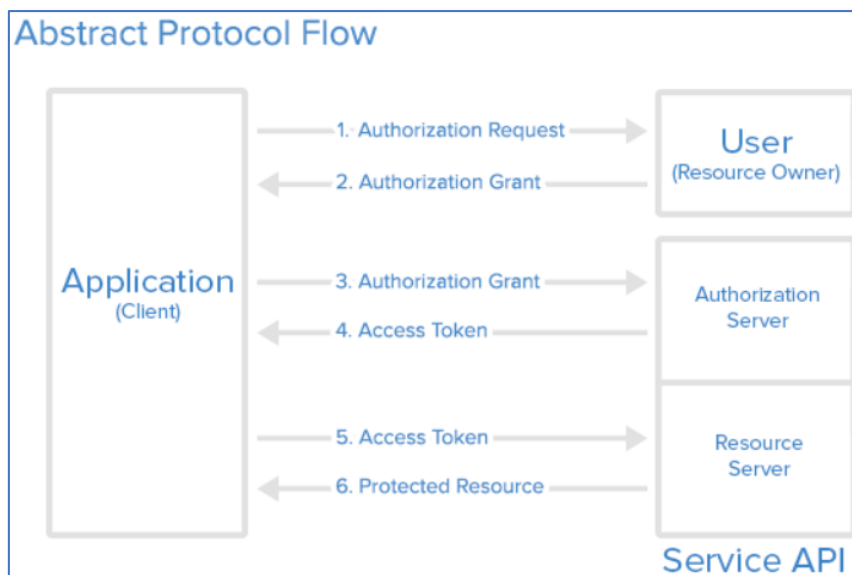 Abstract Protocol Flow
1. Authorization Request
User
(Resource Owner)
2. Authorization Grant
Application
(Client)
3. Authorization Grant
Authorization
Server
4. Access Token
5. Access Token
Resource
Server
6. Protected Resource
Service API